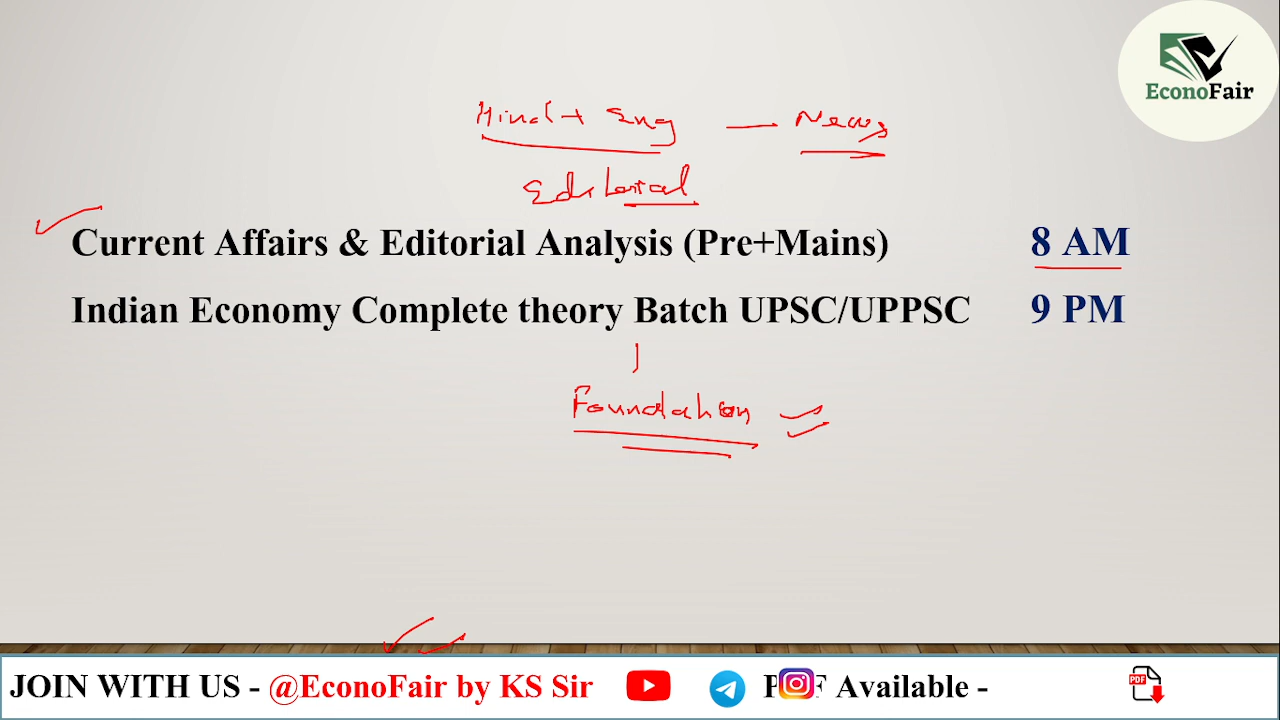 EconoFair
Hindi + Eng — News
Editorial
Current Affairs & Editorial Analysis (Pre+Mains) 8 AM
Indian Economy Complete theory Batch UPSC/UPPSC 9 PM
Foundation
JOIN WITH US - @EconoFair by KS Sir Available -
PDF